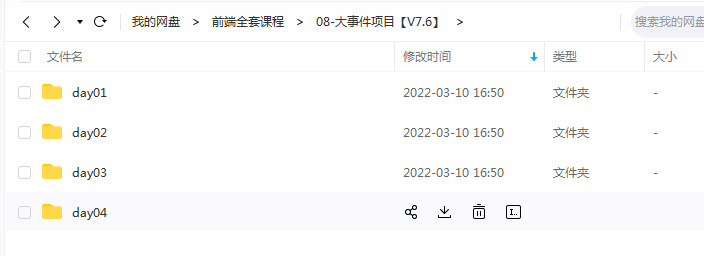 我的网盘 > 前端全套课程 > 08-大事件项目【V7.6】 >
搜索我的网盘
文件名 修改时间 类型 大小
day01 2022-03-10 16:50 文件夹 -
day02 2022-03-10 16:50 文件夹 -
day03 2022-03-10 16:50 文件夹 -
day04